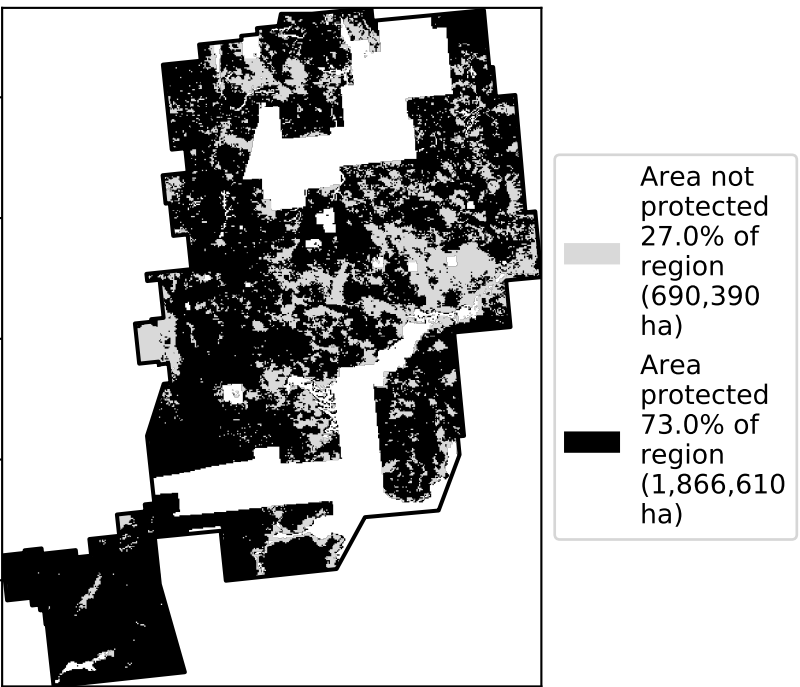 Area not
protected
27.0% of
region
(690,390
ha)
Area
protected
73.0% of
region
(1,866,610
ha)